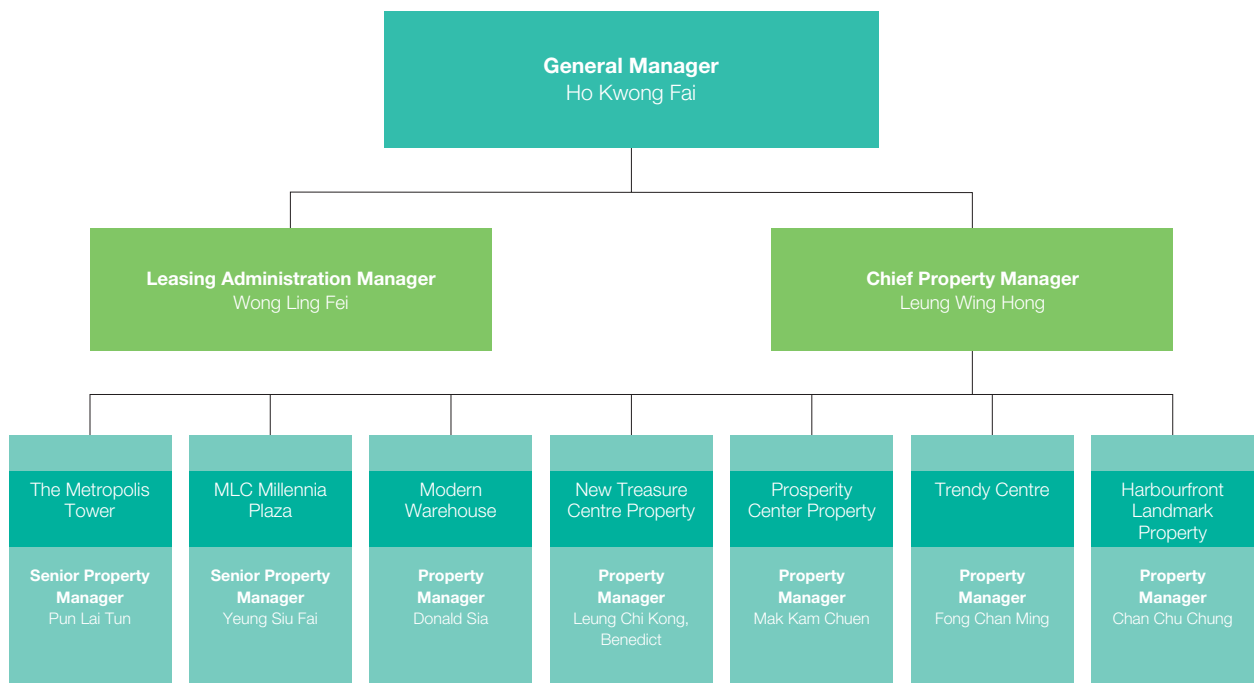 General Manager
Ho Kwong Fai
Leasing Administration Manager
Wong Ling Fei
Chief Property Manager
Leung Wing Hong
The Metropolis
Tower
Senior Property
Manager
Pun Lai Tun
MLC Millennia
Plaza
Senior Property
Manager
Yeung Siu Fai
Modern
Warehouse
Property
Manager
Donald Sia
New Treasure
Centre Property
Property
Manager
Leung Chi Kong,
Benedict
Prosperity
Center Property
Property
Manager
Mak Kam Chuen
Trendy Centre
Property
Manager
Fong Chan Ming
Harbourfront
Landmark
Property
Property
Manager
Chan Chu Chung